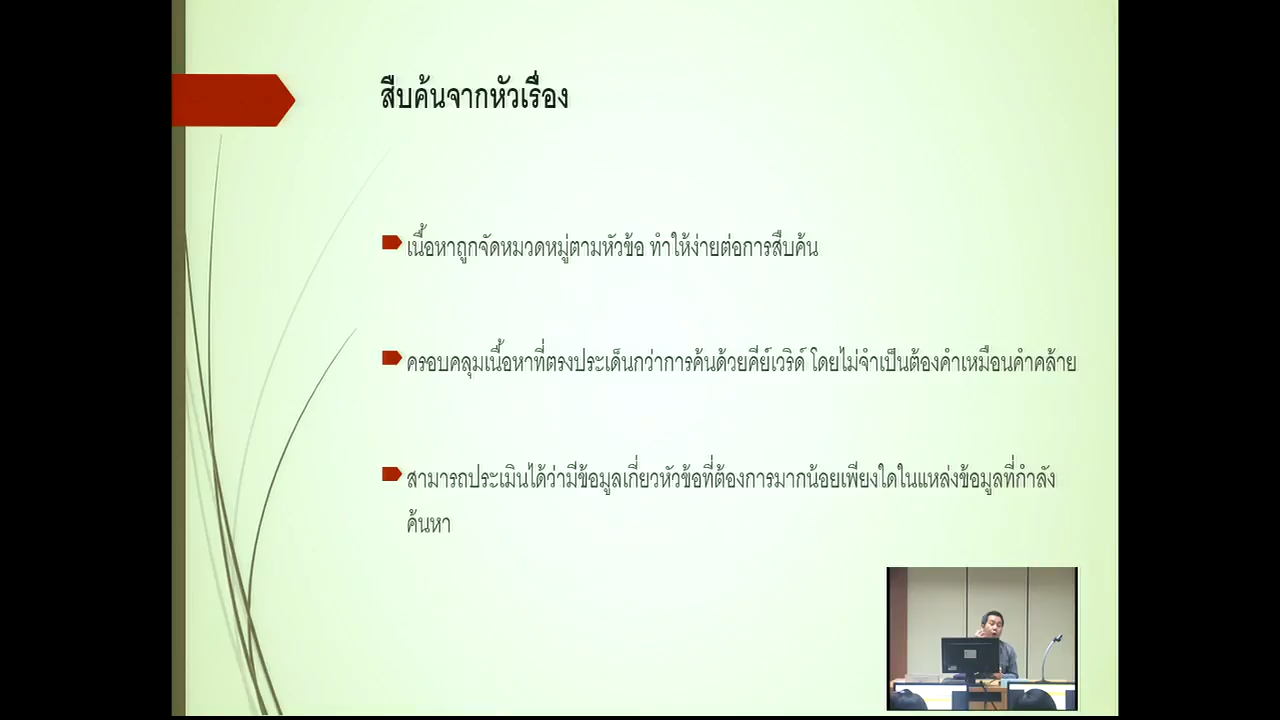 สืบค้นจากหัวเรื่อง
เนื้อหาถูกจัดหมวดหมู่ตามหัวข้อ ทำให้ง่ายต่อการสืบค้น
ครอบคลุมเนื้อหาที่ตรงประเด็นกว่าการค้นด้วยคีย์เวิร์ด โดยไม่จำเป็นต้องคำเหมือนคำคล้าย
สามารถประเมินได้ว่ามีข้อมูลเกี่ยวหัวข้อที่ต้องการมากน้อยเพียงใดในแหล่งข้อมูลที่กำลัง
ค้นหา